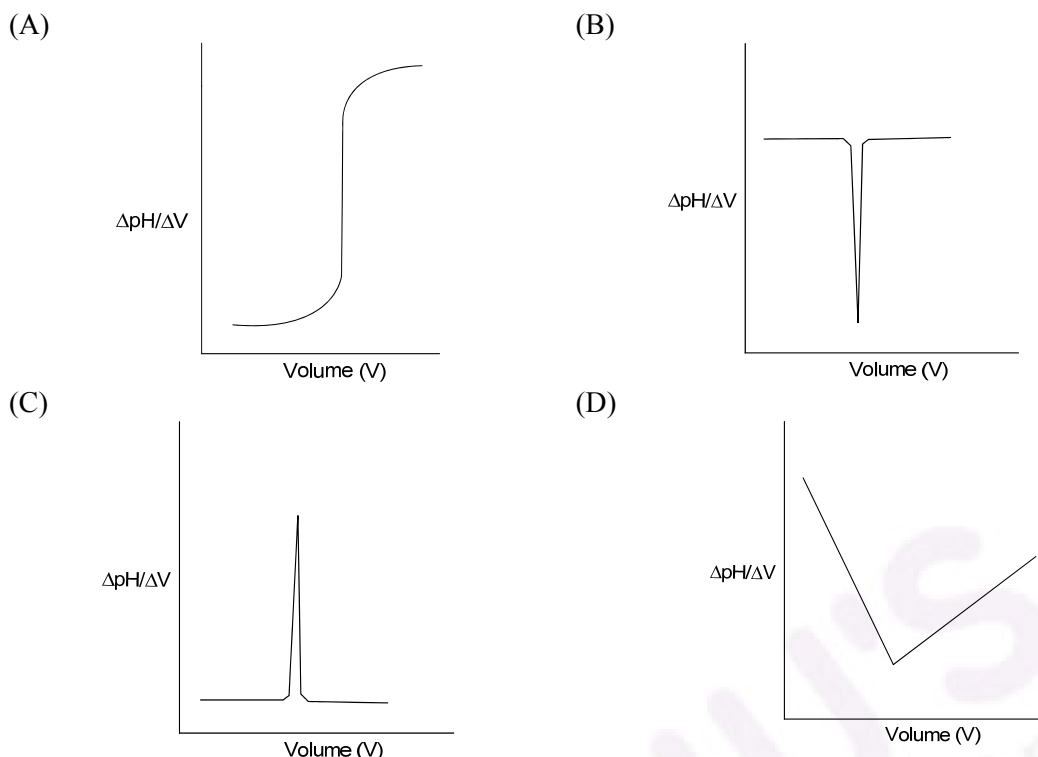 (A)
ΔpH/ΔV
Volume (V)
(B)
ΔpH/ΔV
Volume (V)
(C)
ΔpH/ΔV
Volume (V)
(D)
ΔpH/ΔV
Volume (V)